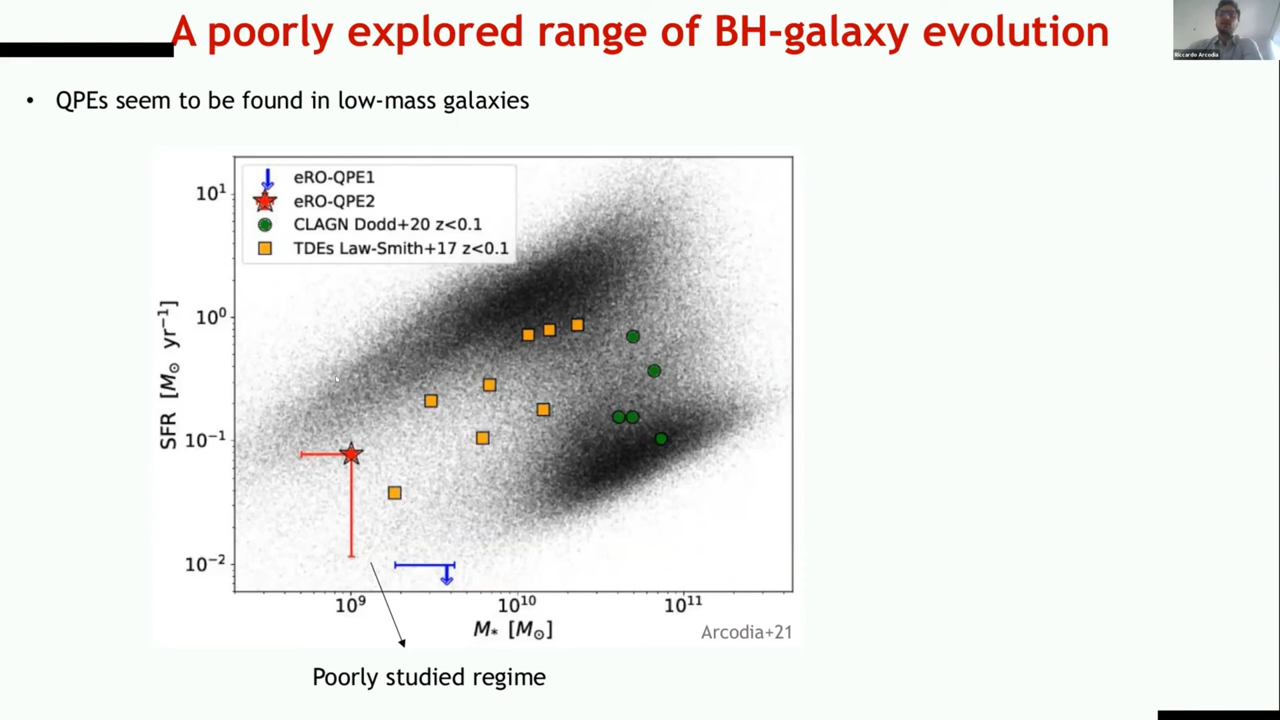 A poorly explored range of BH-galaxy evolution
Riccardo Arcodia
• QPEs seem to be found in low-mass galaxies
eRO-QPE1
eRO-QPE2
CLAGN Dodd+20 z<0.1
TDEs Law-Smith+17 z<0.1
10¹
10⁰
10⁻¹
10⁻²
SFR [M⊙ yr⁻¹]
10⁹ 10¹⁰ 10¹¹
M* [M⊙]
Arcodia+21
Poorly studied regime